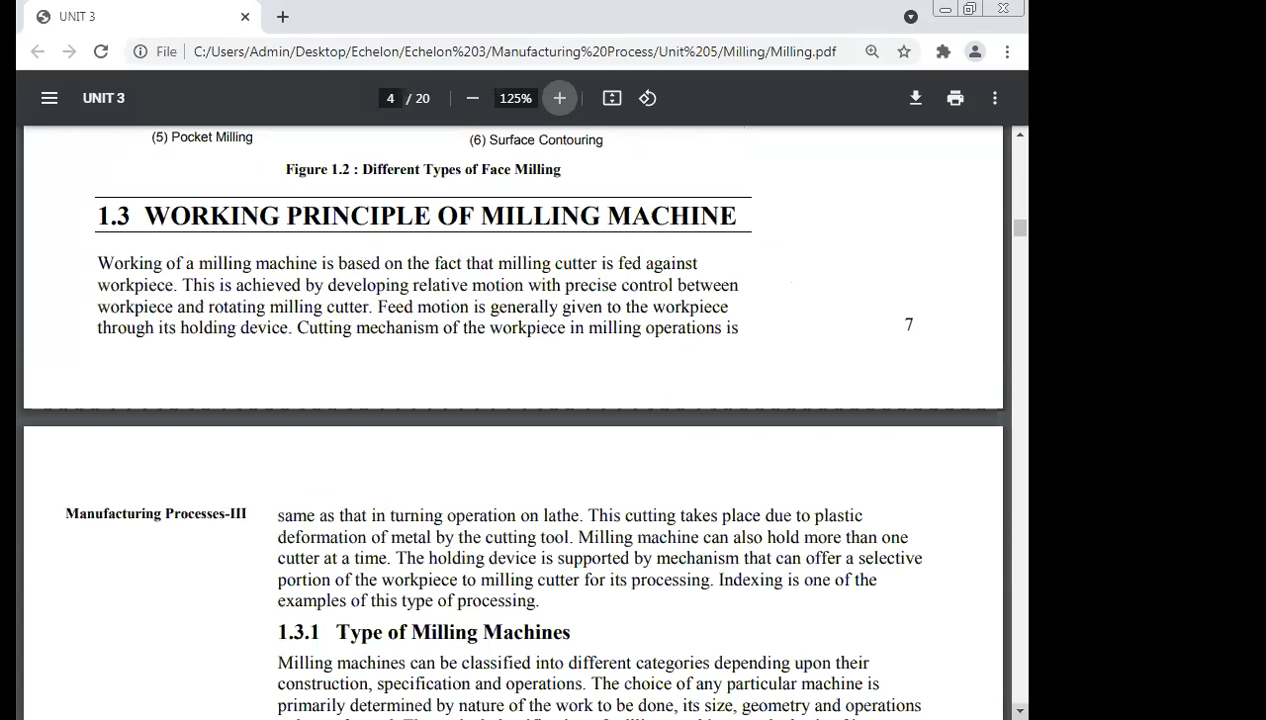 UNIT 3
File C:/Users/Admin/Desktop/Echelon/Echelon%203/Manufacturing%20Process/Unit%205/Milling/Milling.pdf
UNIT 3
4 / 20
125%
(5) Pocket Milling
(6) Surface Contouring
Figure 1.2 : Different Types of Face Milling
1.3 WORKING PRINCIPLE OF MILLING MACHINE
Working of a milling machine is based on the fact that milling cutter is fed against
workpiece. This is achieved by developing relative motion with precise control between
workpiece and rotating milling cutter. Feed motion is generally given to the workpiece
through its holding device. Cutting mechanism of the workpiece in milling operations is
7
Manufacturing Processes-III
same as that in turning operation on lathe. This cutting takes place due to plastic
deformation of metal by the cutting tool. Milling machine can also hold more than one
cutter at a time. The holding device is supported by mechanism that can offer a selective
portion of the workpiece to milling cutter for its processing. Indexing is one of the
examples of this type of processing.
1.3.1 Type of Milling Machines
Milling machines can be classified into different categories depending upon their
construction, specification and operations. The choice of any particular machine is
primarily determined by nature of the work to be done, its size, geometry and operations